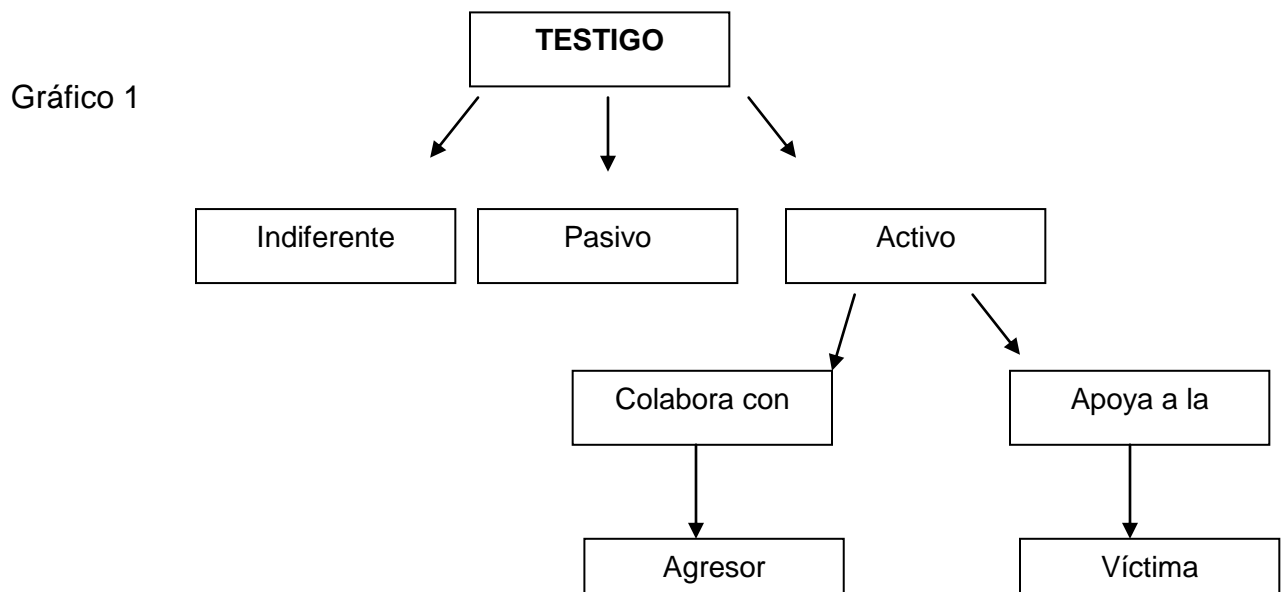 TESTIGO
Gráfico 1
Indiferente
Pasivo
Activo
Colabora con
Apoya a la
Agresor
Víctima